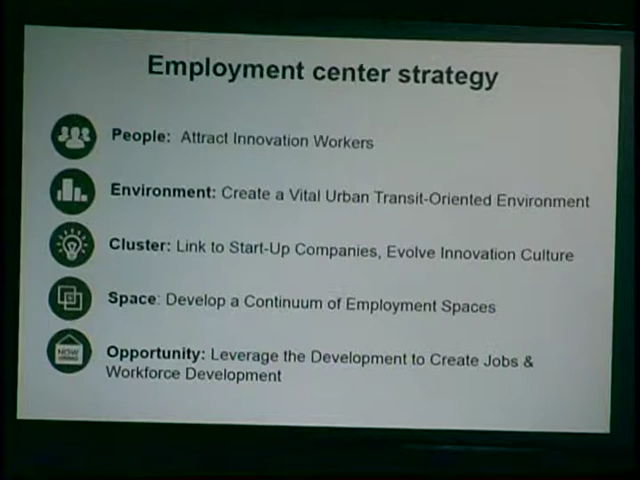 Employment center strategy
People: Attract Innovation Workers
Environment: Create a Vital Urban Transit-Oriented Environment
Cluster: Link to Start-Up Companies, Evolve Innovation Culture
Space: Develop a Continuum of Employment Spaces
NOW
Opportunity: Leverage the Development to Create Jobs &
Workforce Development